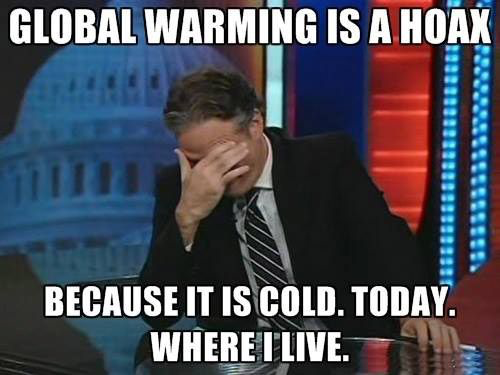 GLOBAL WARMING IS A HOAX
BECAUSE IT IS COLD. TODAY.
WHERE I LIVE.